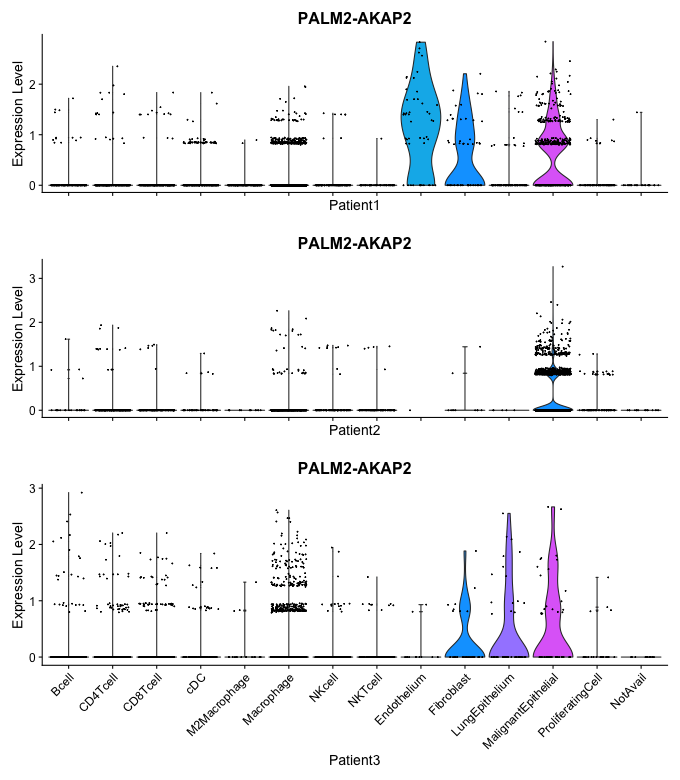 PALM2-AKAP2
Expression Level
2
1
0
Patient1
PALM2-AKAP2
Expression Level
3
2
1
0
Patient2
PALM2-AKAP2
Expression Level
3
2
1
0
Bcell
CD4Tcell
CD8Tcell
cDC
M2Macrophage
Macrophage
NKcell
NKTcell
Endothelium
Fibroblast
LungEpithelium
MalignantEpithelial
ProliferatingCell
NotAvail
Patient3